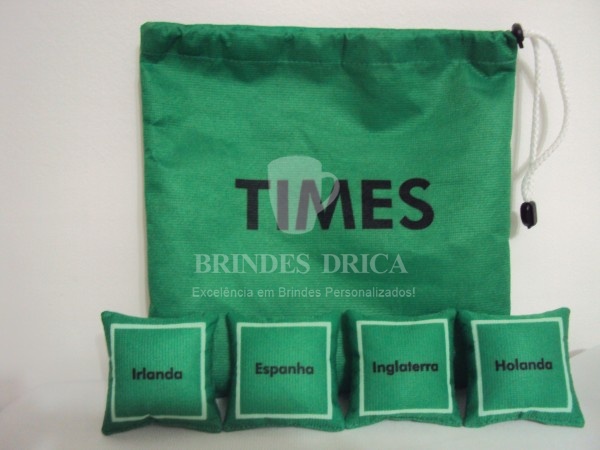 TIMES
BRINDES DRICA
Excelência em Brindes Personalizados!
Irlanda
Espanha
Inglaterra
Holanda